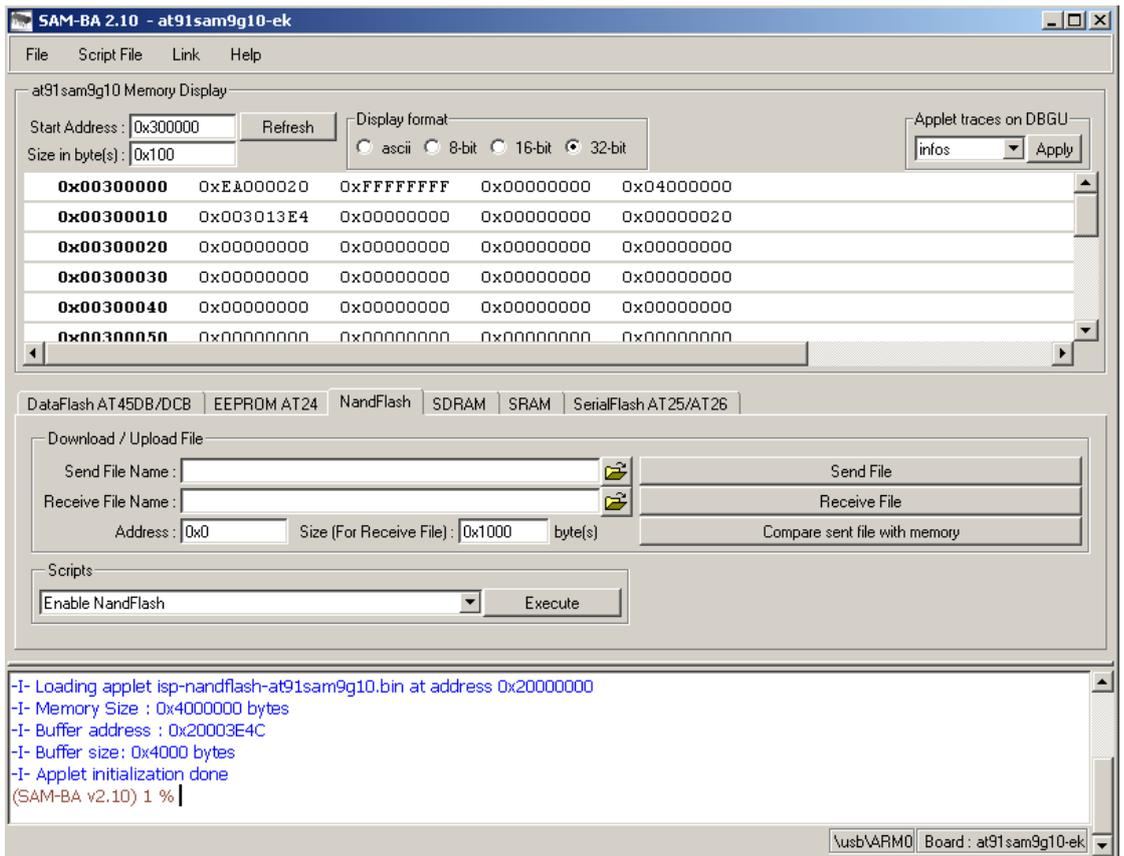 SAM-BA 2.10 - at91sam9g10-ek
File Script File Link Help
at91sam9g10 Memory Display
Start Address : 0x300000 Refresh
Size in byte(s) : 0x100
Display format
ascii 8-bit 16-bit 32-bit
Applet traces on DBGU
infos Apply
0x00300000 0xEA000020 0xFFFFFFFF 0x00000000 0x04000000
0x00300010 0x003013E4 0x00000000 0x00000000 0x00000020
0x00300020 0x00000000 0x00000000 0x00000000 0x00000000
0x00300030 0x00000000 0x00000000 0x00000000 0x00000000
0x00300040 0x00000000 0x00000000 0x00000000 0x00000000
0x00300050 0x00000000 0x00000000 0x00000000 0x00000000
DataFlash AT45DB/DCB EEPROM AT24 NandFlash SDRAM SRAM SerialFlash AT25/AT26
Download / Upload File
Send File Name : Send File
Receive File Name : Receive File
Address : 0x0 Size (For Receive File) : 0x1000 byte(s) Compare sent file with memory
Scripts
Enable NandFlash Execute
-I- Loading applet isp-nandflash-at91sam9g10.bin at address 0x20000000
-I- Memory Size : 0x4000000 bytes
-I- Buffer address : 0x20003E4C
-I- Buffer size: 0x4000 bytes
-I- Applet initialization done
(SAM-BA v2.10) 1 %
\usb\ARM0 Board : at91sam9g10-ek